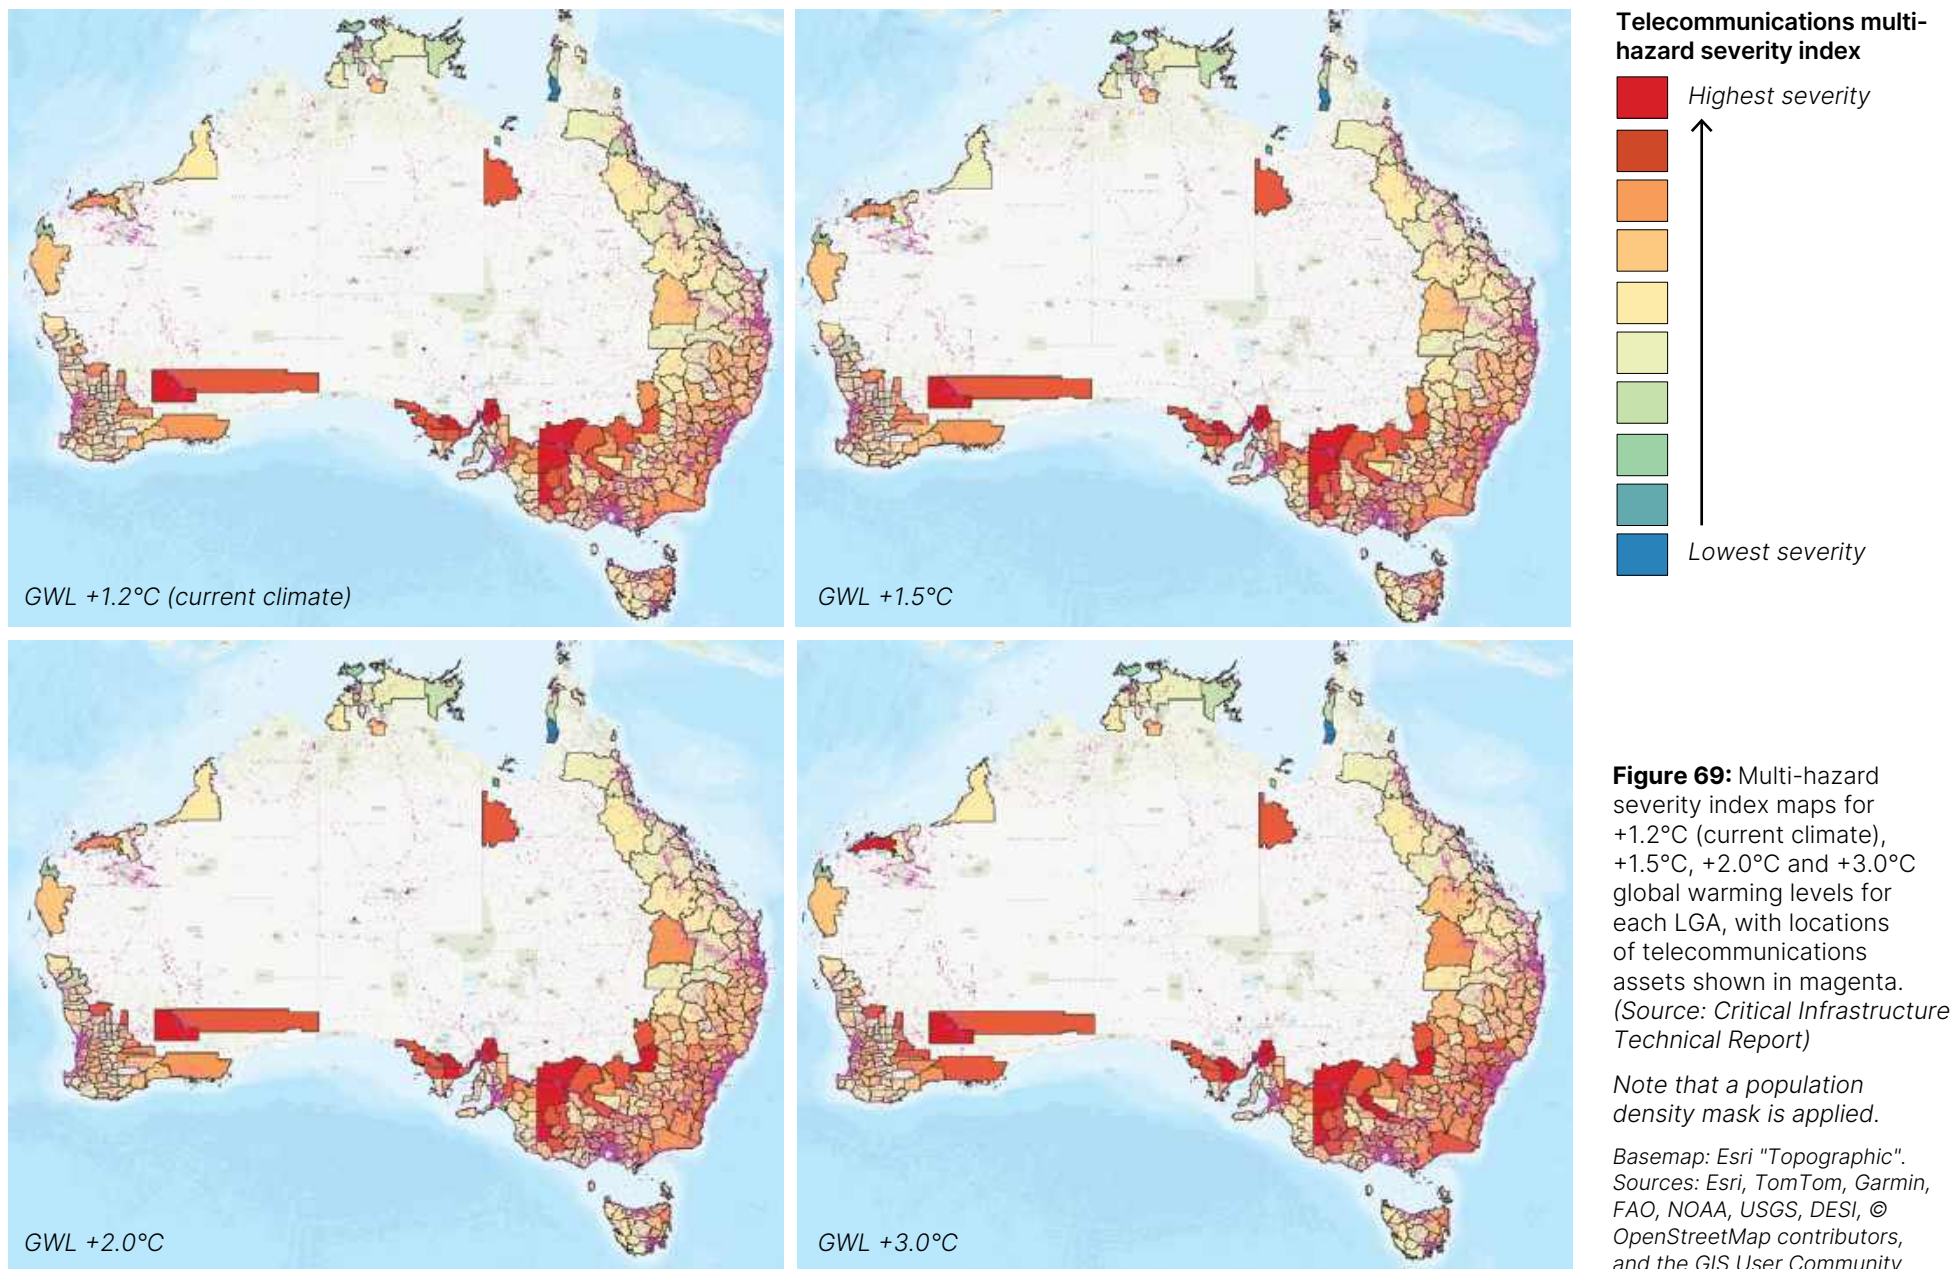 Telecommunications multi-
hazard severity index
Highest severity
Lowest severity
GWL +1.2°C (current climate)
GWL +1.5°C
GWL +2.0°C
GWL +3.0°C
Figure 69: Multi-hazard
severity index maps for
+1.2°C (current climate),
+1.5°C, +2.0°C and +3.0°C
global warming levels for
each LGA, with locations
of telecommunications
assets shown in magenta.
(Source: Critical Infrastructure
Technical Report)
Note that a population
density mask is applied.
Basemap: Esri "Topographic".
Sources: Esri, TomTom, Garmin,
FAO, NOAA, USGS, DESI, ©
OpenStreetMap contributors,
and the GIS User Community